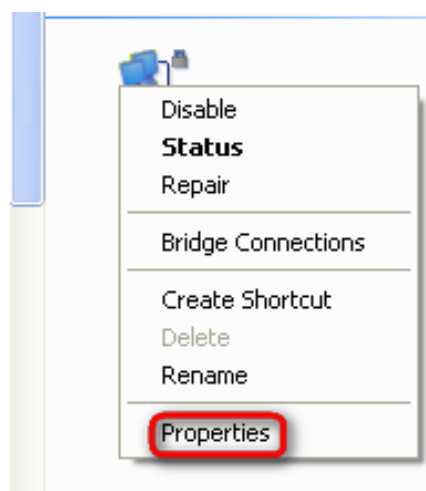 Disable
Status
Repair
Bridge Connections
Create Shortcut
Delete
Rename
Properties